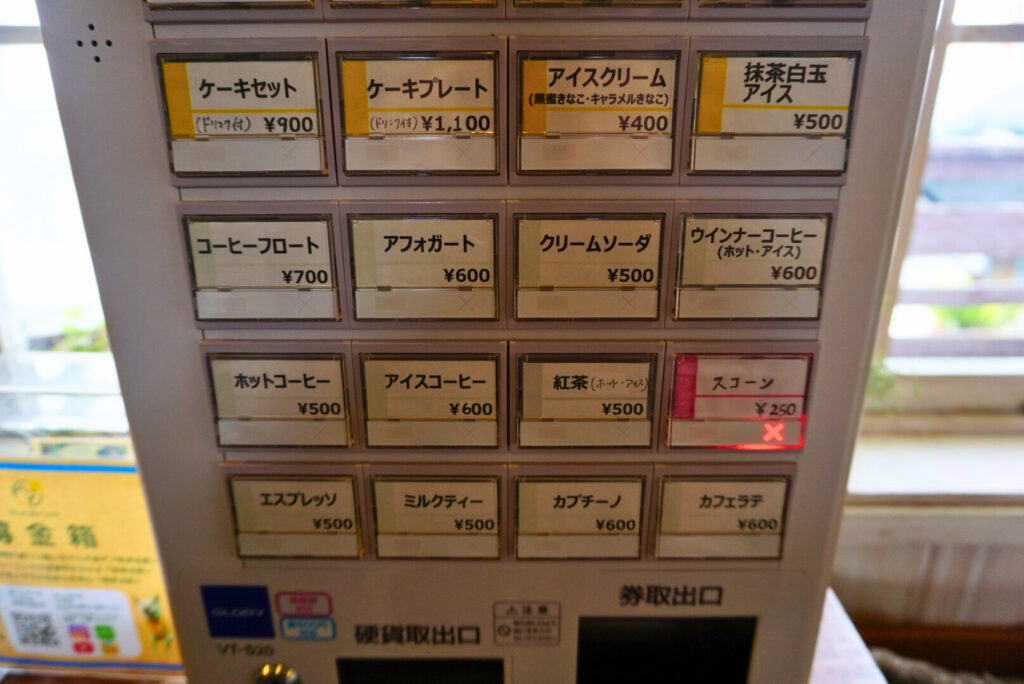 ケーキセット
(ドリンク付) ¥900
ケーキプレート
(ドリンク付) ¥1,100
アイスクリーム
(黒蜜きなこ・キャラメルきなこ)
¥400
抹茶白玉
アイス
¥500
コーヒーフロート
¥700
アフォガート
¥600
クリームソーダ
¥500
ウインナーコーヒー
(ホット・アイス)
¥600
ホットコーヒー
¥500
アイスコーヒー
¥600
紅茶(ホット・アイス)
¥500
スコーン
¥250
×
エスプレッソ
¥500
ミルクティー
¥500
カプチーノ
¥600
カフェラテ
¥600
GLORY
VT-S20
硬貨取出口
注意
券取出口
金箱